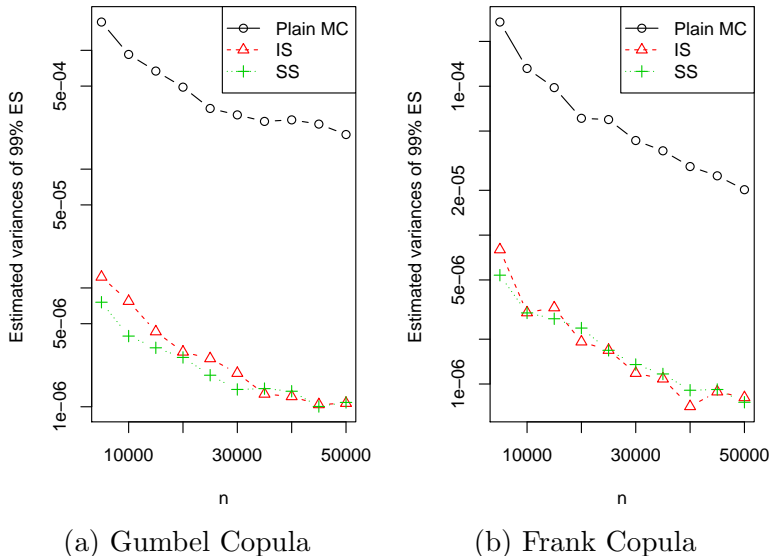 Estimated variances of 99% ES
5e-04
5e-05
5e-06
1e-06
Plain MC
IS
SS
10000 30000 50000
n
(a) Gumbel Copula
Estimated variances of 99% ES
1e-04
2e-05
5e-06
1e-06
Plain MC
IS
SS
10000 30000 50000
n
(b) Frank Copula